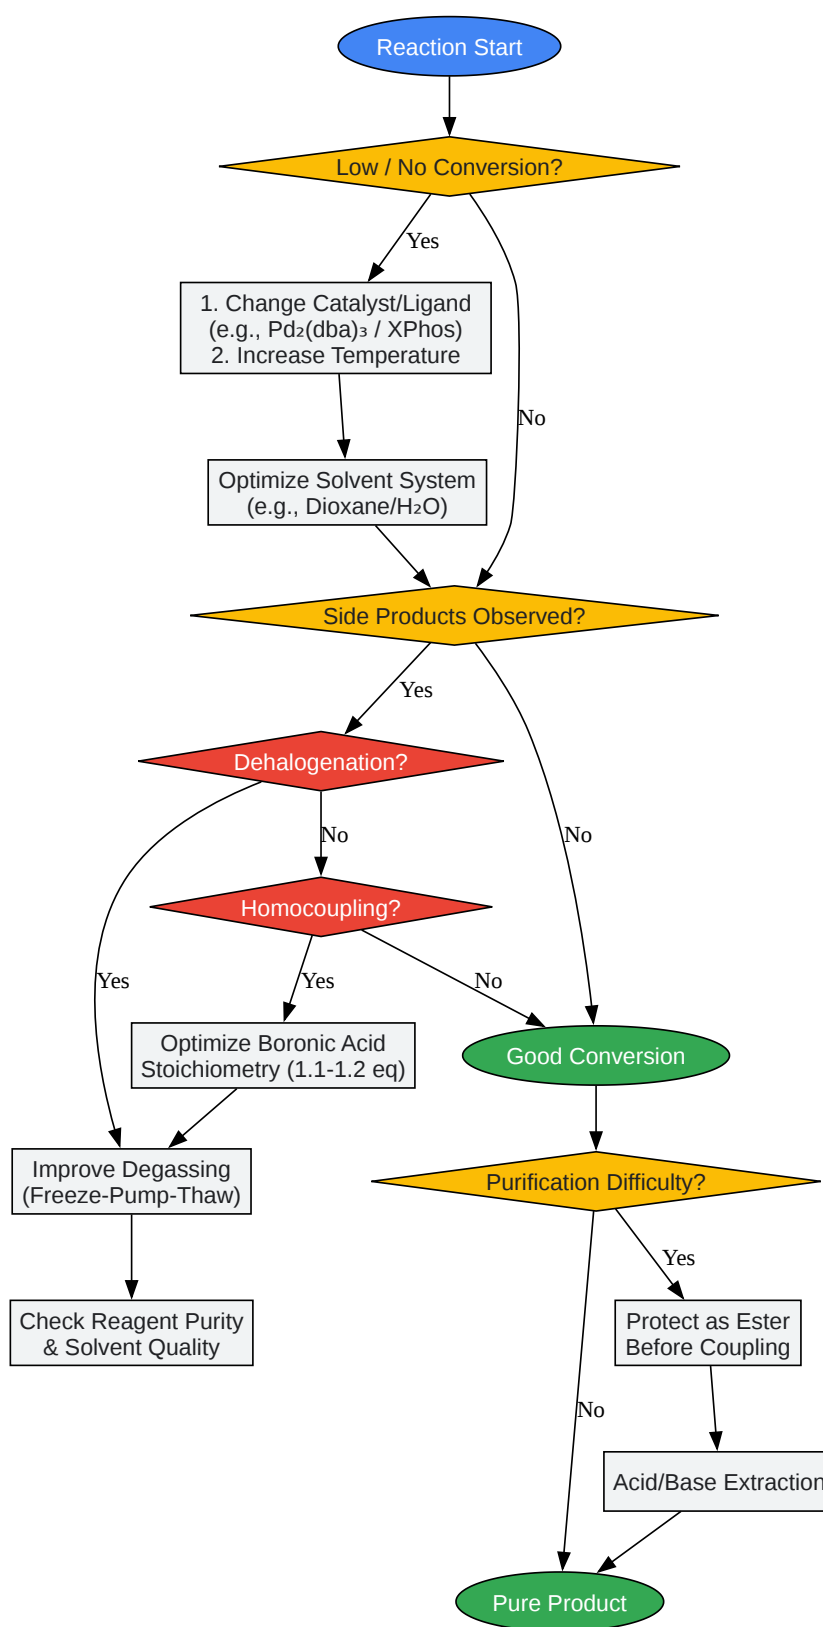 Reaction Start
Low / No Conversion?
Yes
1. Change Catalyst/Ligand
(e.g., Pd₂(dba)₃ / XPhos)
2. Increase Temperature
No
Optimize Solvent System
(e.g., Dioxane/H₂O)
Side Products Observed?
Yes
Dehalogenation?
No
No
Homocoupling?
Yes
Yes
No
Optimize Boronic Acid
Stoichiometry (1.1-1.2 eq)
Good Conversion
Improve Degassing
(Freeze-Pump-Thaw)
Purification Difficulty?
Yes
Check Reagent Purity
& Solvent Quality
Protect as Ester
Before Coupling
No
Acid/Base Extraction
Pure Product